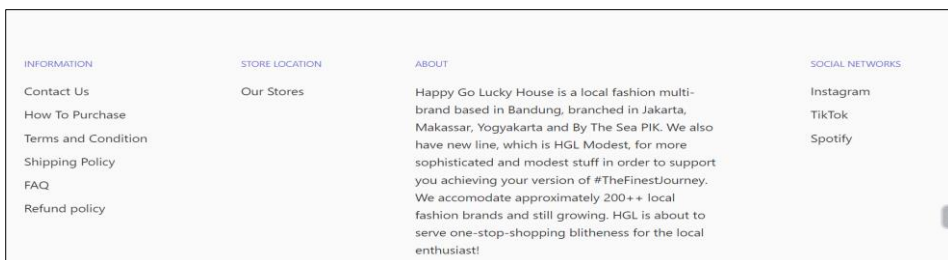 INFORMATION
Contact Us
How To Purchase
Terms and Condition
Shipping Policy
FAQ
Refund policy
STORE LOCATION
Our Stores
ABOUT
Happy Go Lucky House is a local fashion multi-
brand based in Bandung, branched in Jakarta,
Makassar, Yogyakarta and By The Sea PIK. We also
have new line, which is HGL Modest, for more
sophisticated and modest stuff in order to support
you achieving your version of #TheFinestJourney.
We accomodate approximately 200++ local
fashion brands and still growing. HGL is about to
serve one-stop-shopping blitheness for the local
enthusiast!
SOCIAL NETWORKS
Instagram
TikTok
Spotify